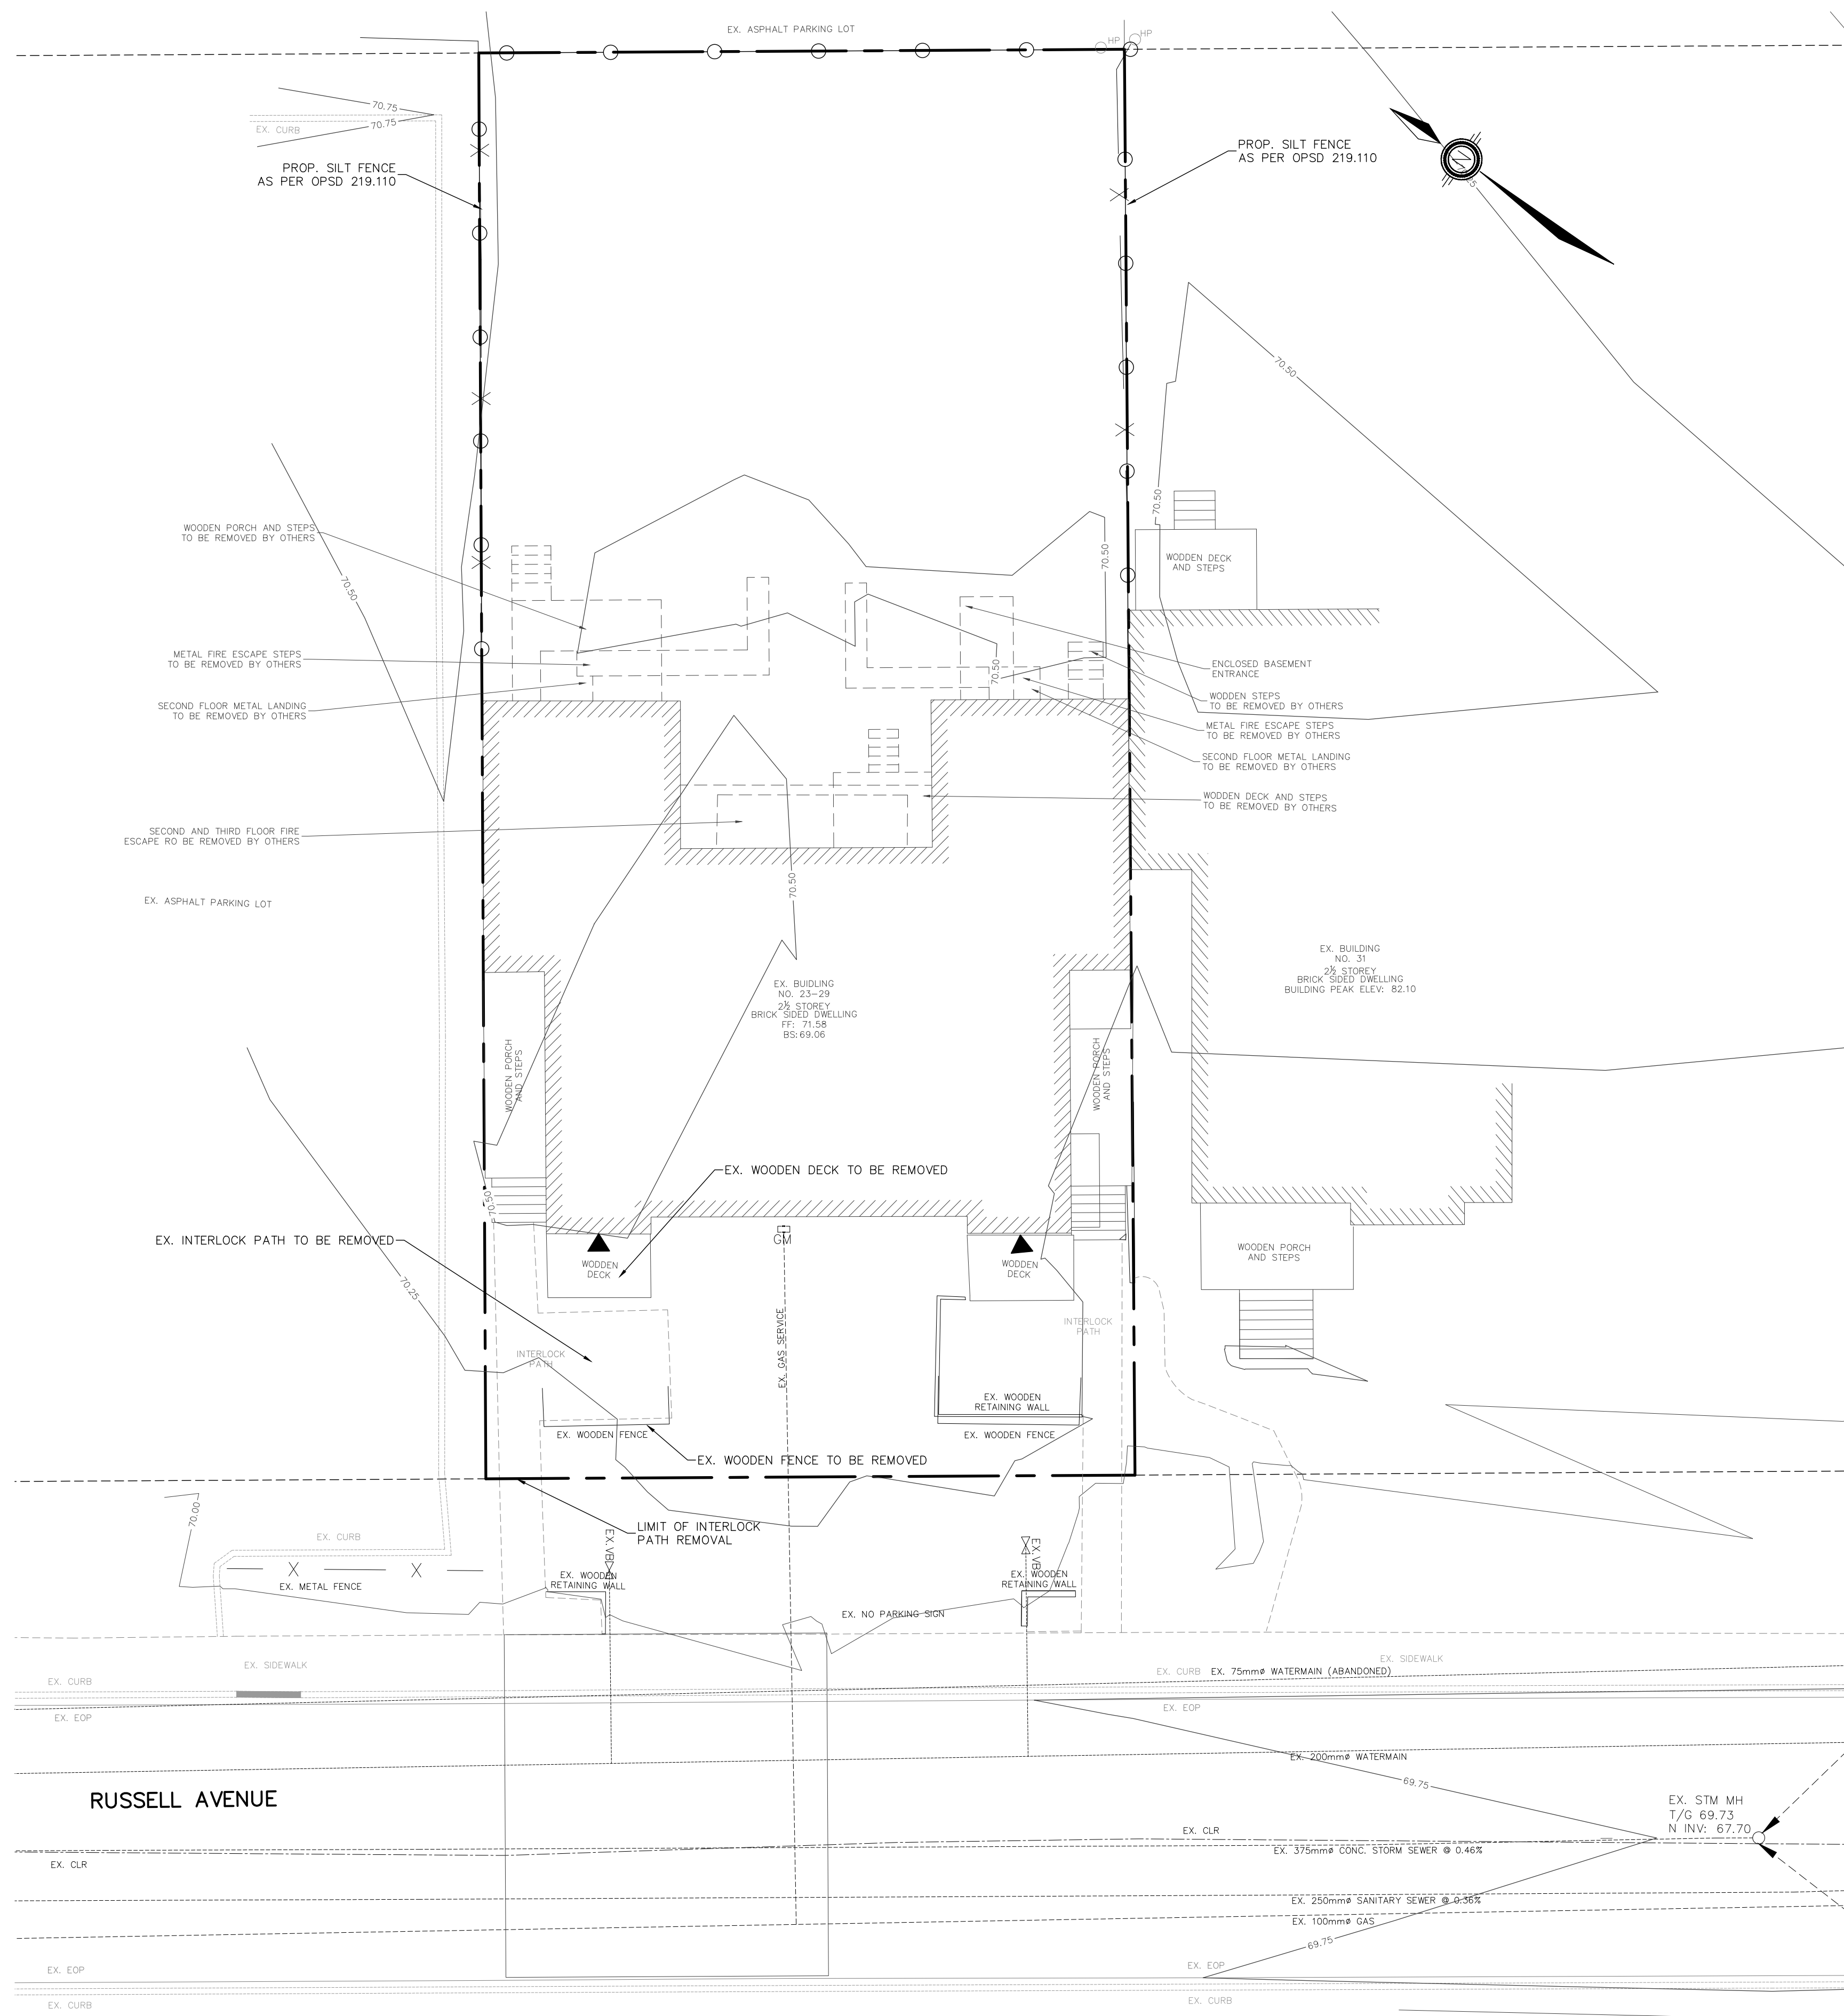 EX. ASPHALT PARKING LOT
HP
HP
70.75
EX. CURB
70.75
PROP. SILT FENCE
AS PER OPSD 219.110
PROP. SILT FENCE
AS PER OPSD 219.110
N
70.50
70.50
WOODEN PORCH AND STEPS
TO BE REMOVED BY OTHERS
70.50
70.50
WODDEN DECK
AND STEPS
METAL FIRE ESCAPE STEPS
TO BE REMOVED BY OTHERS
70.50
ENCLOSED BASEMENT
ENTRANCE
WODDEN STEPS
TO BE REMOVED BY OTHERS
SECOND FLOOR METAL LANDING
TO BE REMOVED BY OTHERS
METAL FIRE ESCAPE STEPS
TO BE REMOVED BY OTHERS
SECOND FLOOR METAL LANDING
TO BE REMOVED BY OTHERS
WODDEN DECK AND STEPS
TO BE REMOVED BY OTHERS
SECOND AND THIRD FLOOR FIRE
ESCAPE RO BE REMOVED BY OTHERS
70.50
EX. ASPHALT PARKING LOT
EX. BUILDING
NO. 31
2½ STOREY
BRICK SIDED DWELLING
BUILDING PEAK ELEV: 82.10
EX. BUIDLING
NO. 23-29
2½ STOREY
BRICK SIDED DWELLING
FF: 71.58
BS: 69.06
WOODEN PORCH
AND STEPS
WOODEN PORCH
AND STEPS
EX. WOODEN DECK TO BE REMOVED
70.50
EX. INTERLOCK PATH TO BE REMOVED
GM
WODDEN
DECK
WODDEN
DECK
WOODEN PORCH
AND STEPS
70.25
EX. GAS SERVICE
INTERLOCK
PATH
INTERLOCK
PATH
EX. WOODEN
RETAINING WALL
EX. WOODEN FENCE
EX. WOODEN FENCE
EX. WOODEN FENCE TO BE REMOVED
70.00
LIMIT OF INTERLOCK
PATH REMOVAL
EX. CURB
EX. VB
EX. VB
EX. METAL FENCE
EX. WOODEN
RETAINING WALL
EX. WOODEN
RETAINING WALL
EX. NO PARKING SIGN
EX. SIDEWALK
EX. SIDEWALK
EX. CURB
EX. CURB
EX. 75mmø WATERMAIN (ABANDONED)
EX. EOP
EX. EOP
EX. 200mmø WATERMAIN
69.75
RUSSELL AVENUE
EX. STM MH
T/G 69.73
N INV: 67.70
EX. CLR
EX. CLR
EX. 375mmø CONC. STORM SEWER @ 0.46%
EX. 250mmø SANITARY SEWER @ 0.36%
EX. 100mmø GAS
69.75
EX. EOP
EX. EOP
EX. CURB
EX. CURB